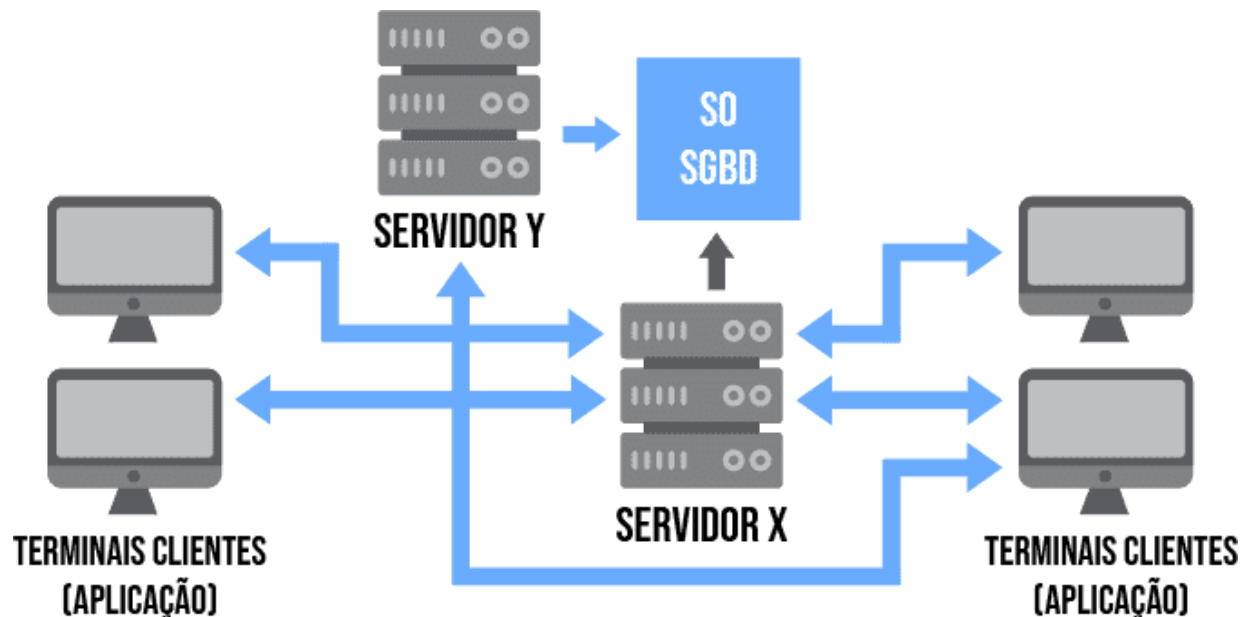 SO
SGBD
SERVIDOR Y
SERVIDOR X
TERMINAIS CLIENTES
(APLICAÇÃO)
TERMINAIS CLIENTES
(APLICAÇÃO)